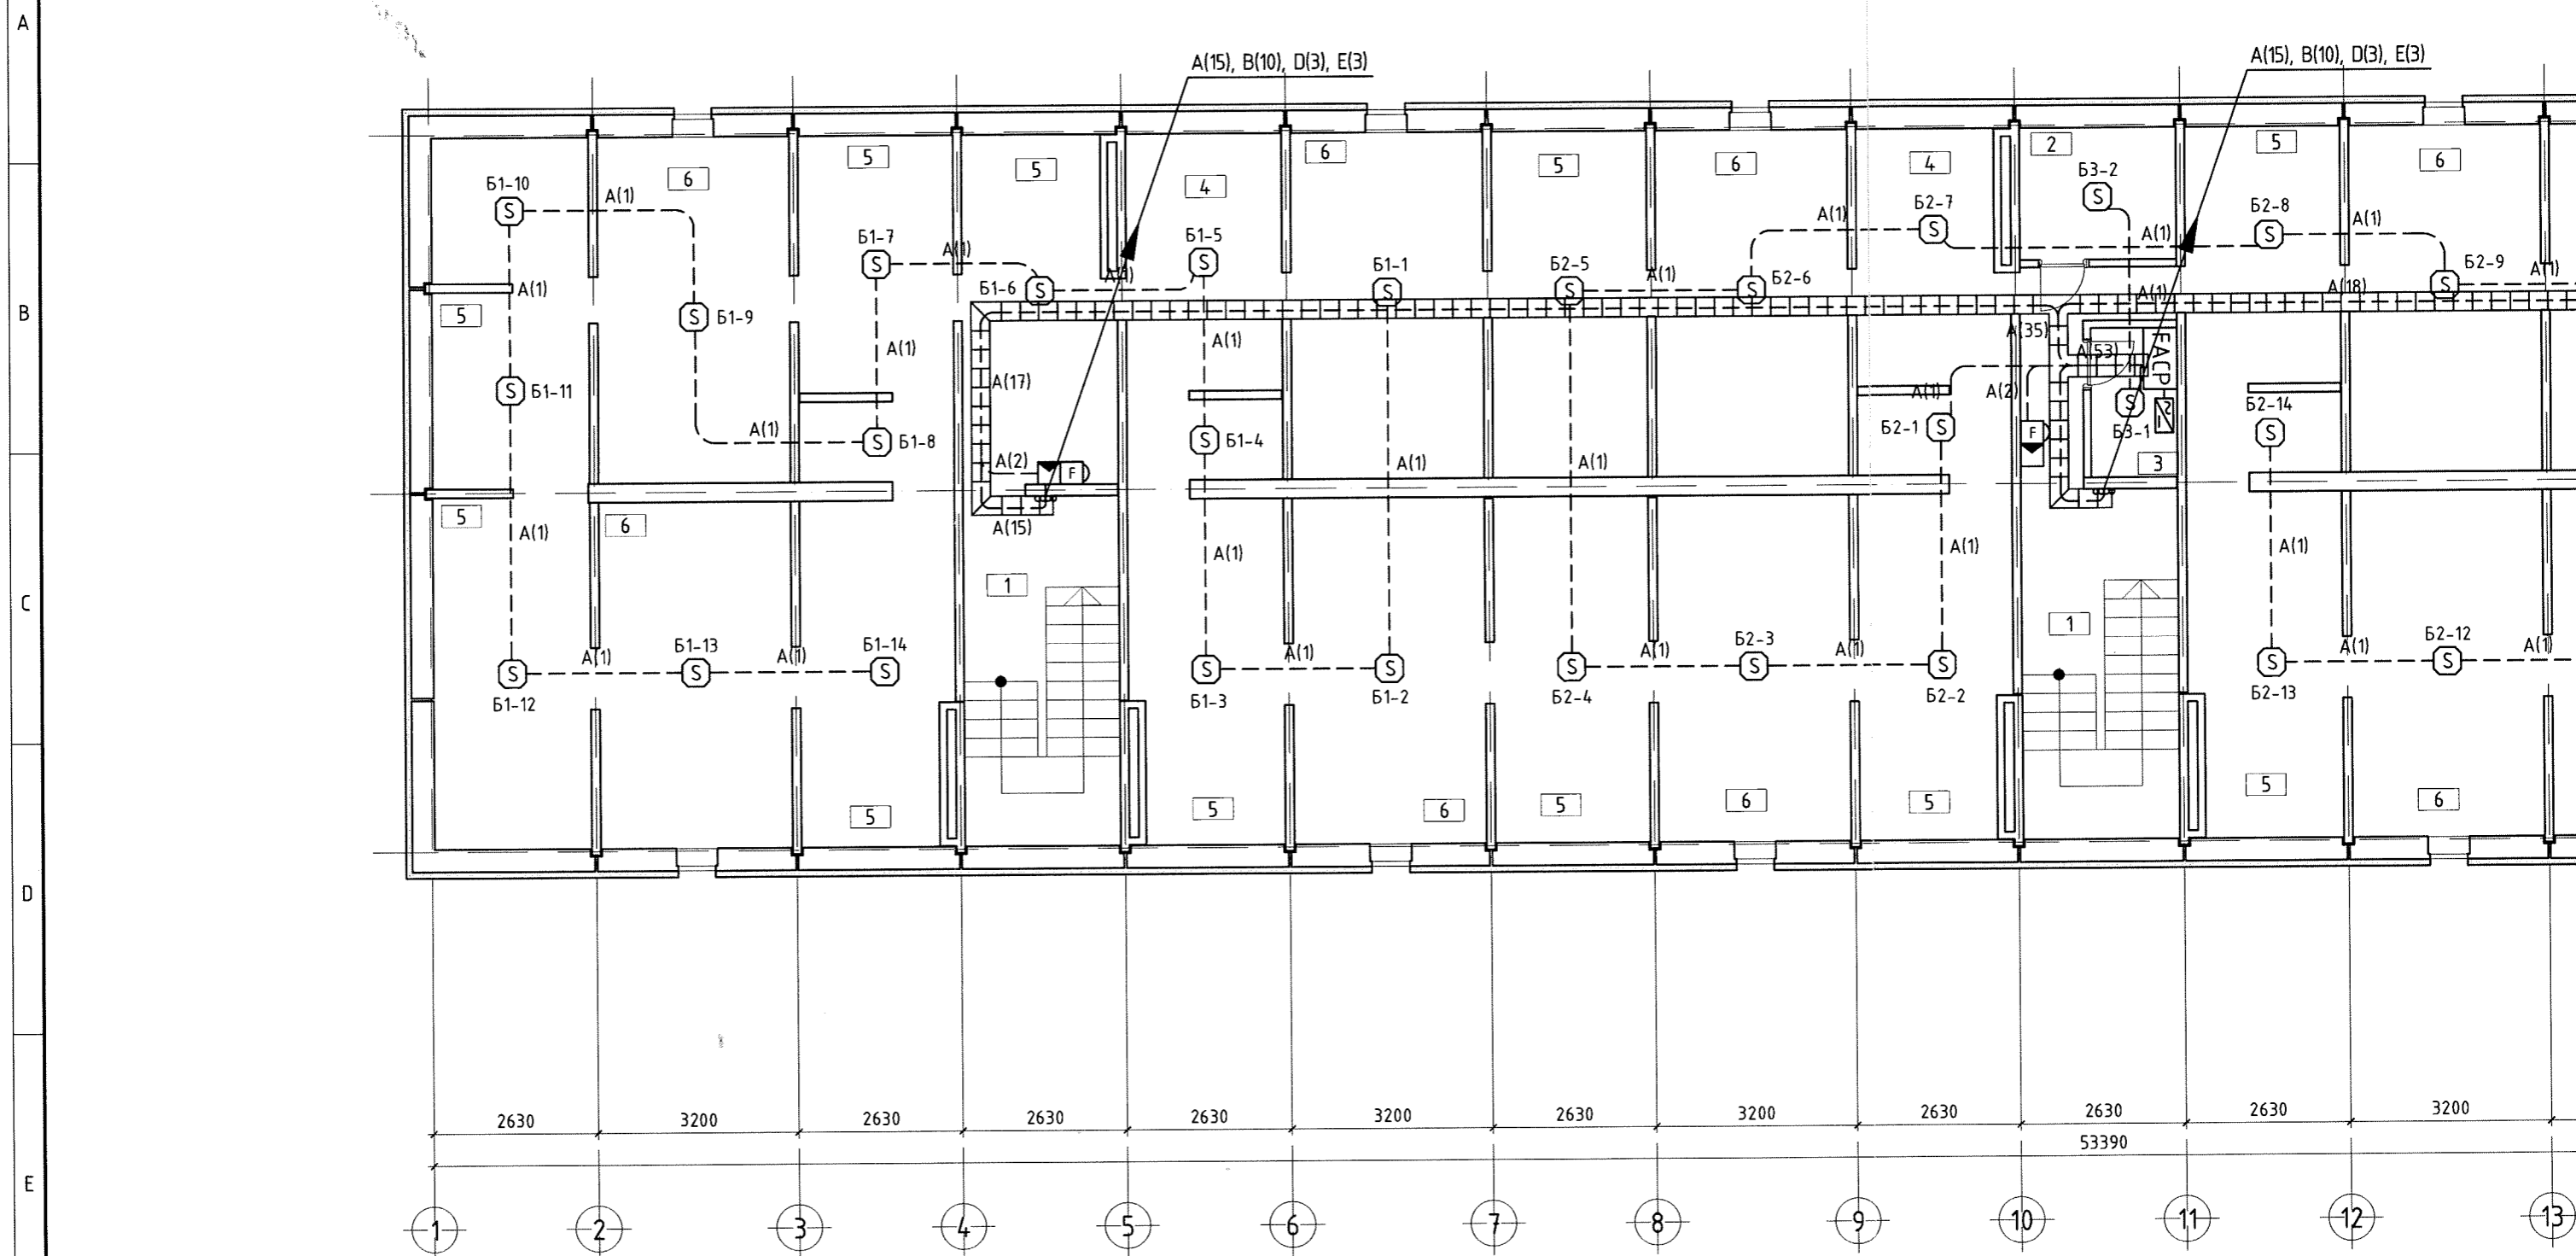 A
B
C
D
E
A(15), B(10), D(3), E(3)
A(15), B(10), D(3), E(3)
6
5
5
4
6
5
6
4
2
5
6
Б1-10
A(1)
Б1-7
A(1)
Б1-5
Б2-7
A(1)
Б3-2
Б2-8
A(1)
A(1)
S
S
S
S
S
S
S
Б1-6
S
A(1)
Б1-1
S
Б2-5
S
A(1)
S
Б2-6
S
Б2-9
A(1)
A(1)
5
S
Б1-9
A(1)
A(1)
A(1)
A(18)
A(35)
A(53)
EACP
A(17)
S
Б1-11
A(1)
A(2)
S
Б3-1
A(1)
S
Б1-8
S
Б1-4
Б2-1
S
F
Б2-14
S
3
A(2)
F
A(1)
A(1)
5
6
A(1)
A(15)
A(1)
A(1)
A(1)
1
1
S
Б1-12
A(1)
Б1-13
S
A(1)
Б1-14
S
S
Б1-3
A(1)
S
Б1-2
S
Б2-4
A(1)
Б2-3
S
A(1)
S
Б2-2
S
Б2-13
A(1)
Б2-12
S
A(1)
5
5
6
5
6
5
5
6
2630
3200
2630
2630
2630
3200
2630
3200
2630
2630
2630
3200
53390
1
2
3
4
5
6
7
8
9
10
11
12
13